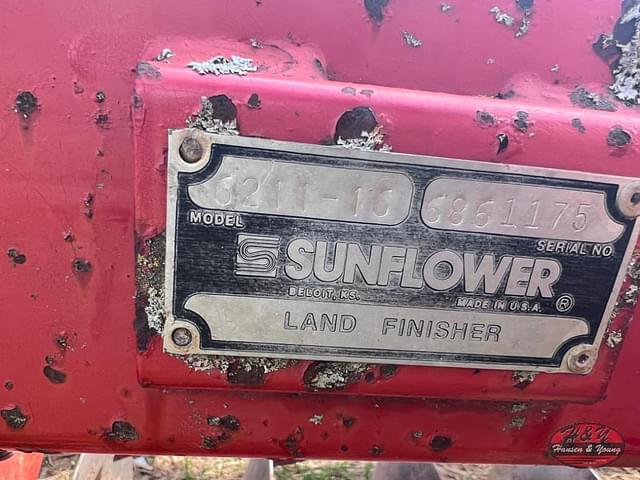 6211-16 6861175
MODEL SERIAL NO.
SUNFLOWER ®
BELOIT, KS. MADE IN U.S.A.
LAND FINISHER
H&Y
Hansen & Young